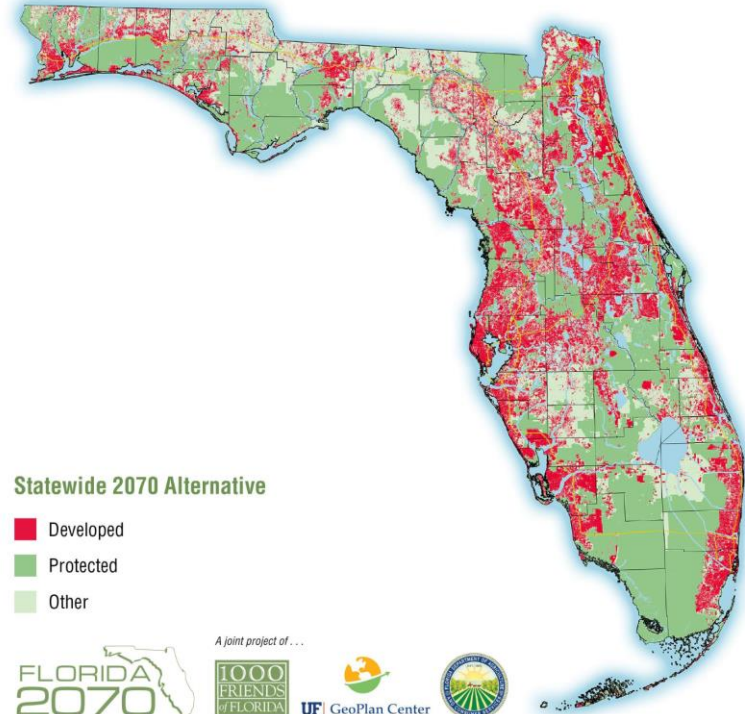 Statewide 2070 Alternative
Developed
Protected
Other
A joint project of . . .
FLORIDA
2070
1000
FRIENDS
of FLORIDA
UF GeoPlan Center